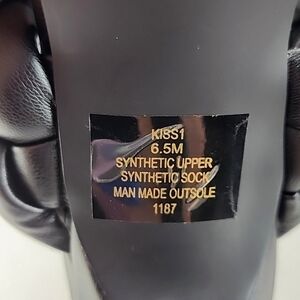 KISS1
6.5M
SYNTHETIC UPPER
SYNTHETIC SOCK
MAN MADE OUTSOLE
1187